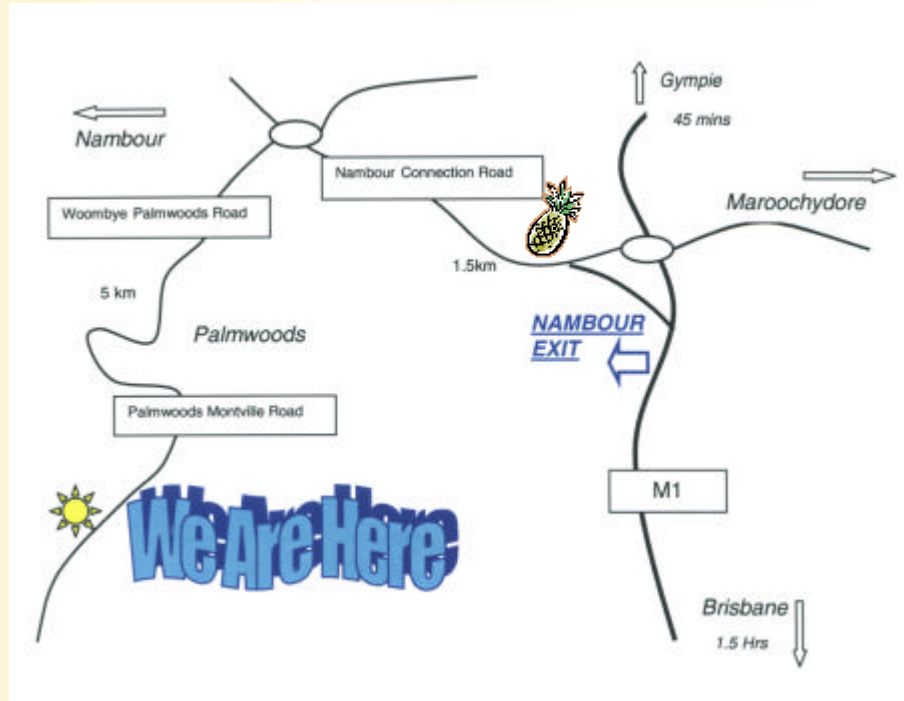 Gympie
45 mins
Nambour
Nambour Connection Road
Maroochydore
Woombye Palmwoods Road
1.5km
5 km
NAMBOUR
EXIT
Palmwoods
Palmwoods Montville Road
M1
We Are Here
Brisbane
1.5 Hrs